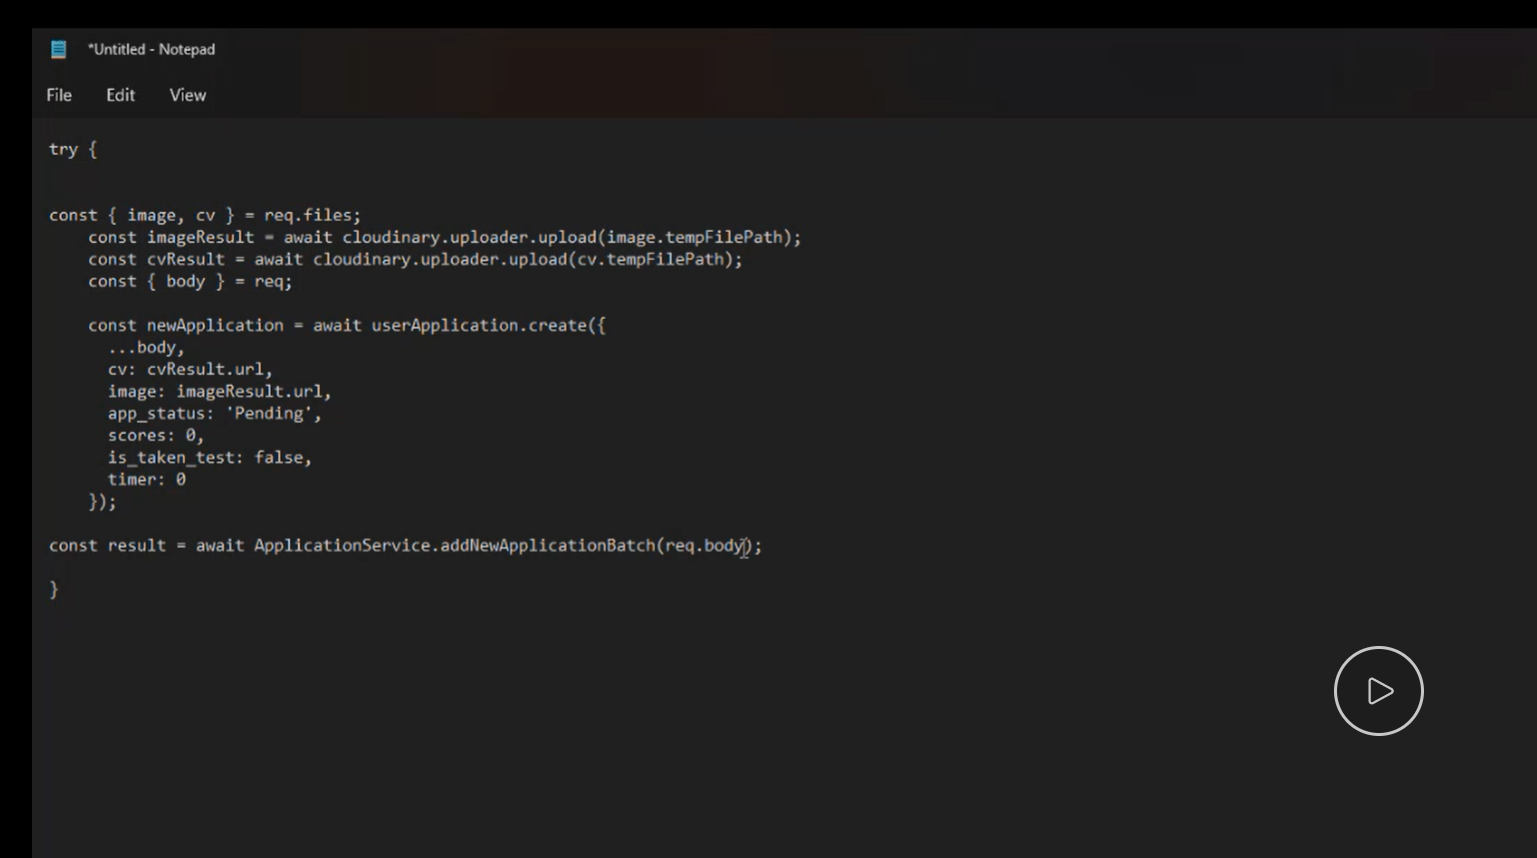 *Untitled - Notepad
File Edit View
try {
const { image, cv } = req.files;
const imageResult = await cloudinary.uploader.upload(image.tempFilePath);
const cvResult = await cloudinary.uploader.upload(cv.tempFilePath);
const { body } = req;
const newApplication = await userApplication.create({
...body,
cv: cvResult.url,
image: imageResult.url,
app_status: 'Pending',
scores: 0,
is_taken_test: false,
timer: 0
});
const result = await ApplicationService.addNewApplicationBatch(req.body);
}